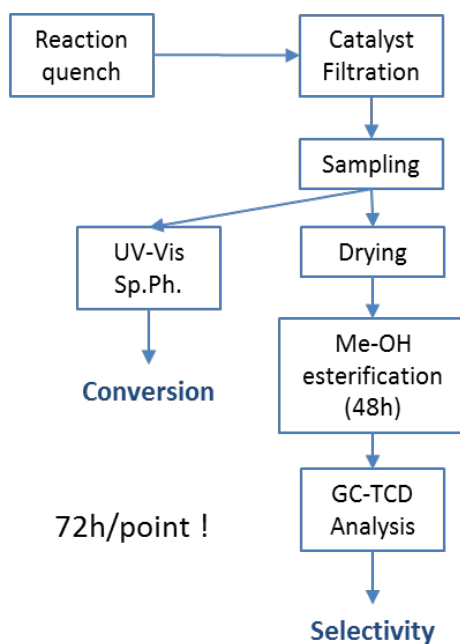 Reaction
quench
Catalyst
Filtration
Sampling
UV-Vis
Sp.Ph.
Drying
Conversion
Me-OH
esterification
(48h)
72h/point !
GC-TCD
Analysis
Selectivity